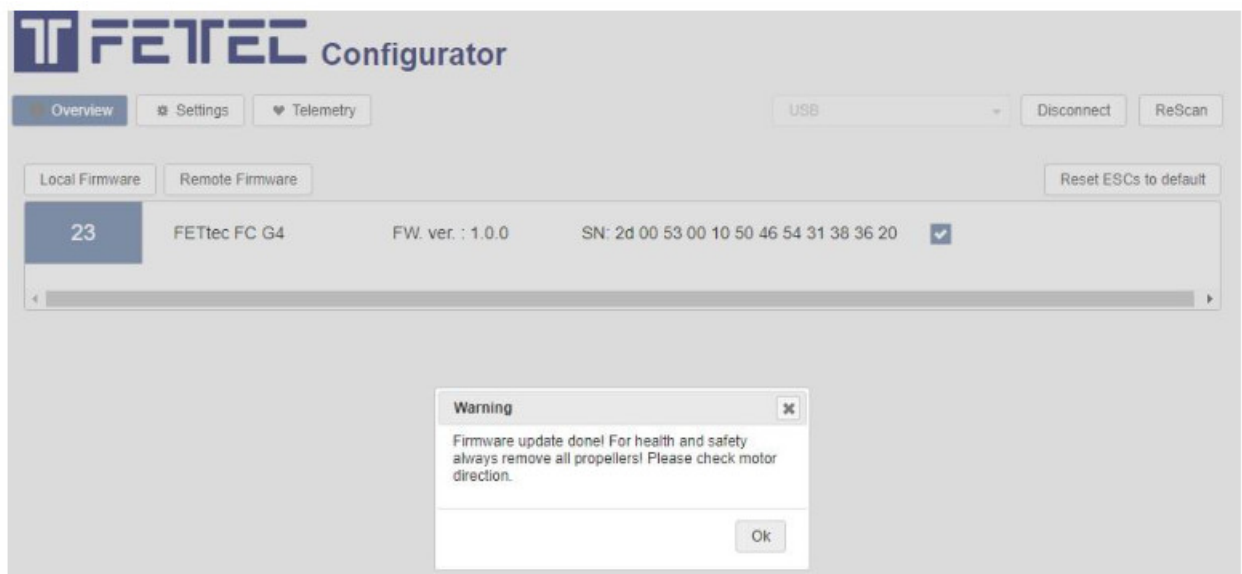 FETTEC Configurator
Overview Settings Telemetry USB Disconnect ReScan
Local Firmware Remote Firmware Reset ESCs to default
23 FETtec FC G4 FW. ver. : 1.0.0 SN: 2d 00 53 00 10 50 46 54 31 38 36 20
Warning
Firmware update done! For health and safety
always remove all propellers! Please check motor
direction.
Ok